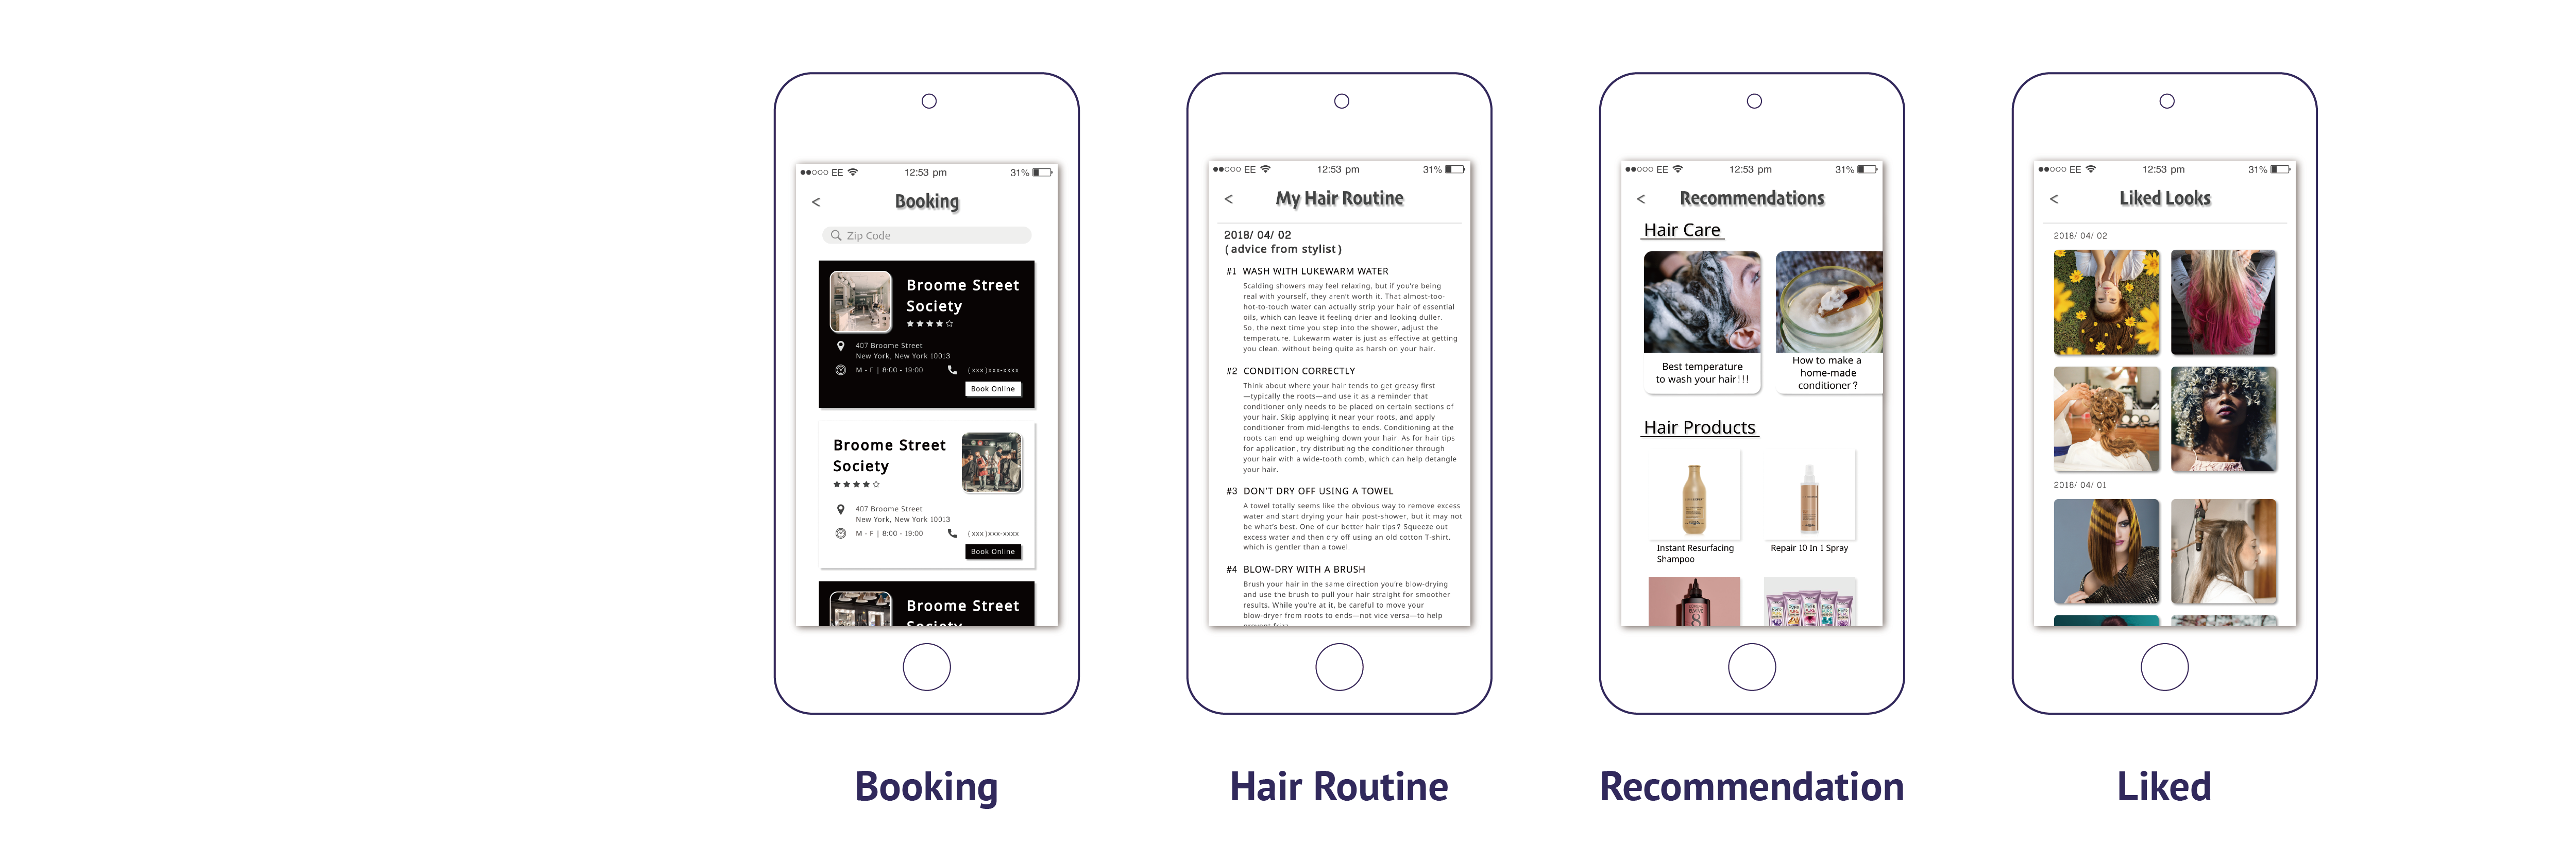 EE 12:53 pm 31%
< Booking
Zip Code
Broome Street
Society
407 Broome Street
New York, New York 10013
M - F | 8:00 - 19:00 (xxx)xxx-xxxx
Book Online
Broome Street
Society
407 Broome Street
New York, New York 10013
M - F | 8:00 - 19:00 (xxx)xxx-xxxx
Book Online
Broome Street
Society
Booking
EE 12:53 pm 31%
< My Hair Routine
2018/ 04/ 02
(advice from stylist)
#1 WASH WITH LUKEWARM WATER
Scalding showers may feel relaxing, but if you're being
real with yourself, they aren't worth it. That almost-too-
hot-to-touch water can actually strip your hair of essential
oils, which can leave it feeling drier and looking duller.
So, the next time you step into the shower, adjust the
temperature. Lukewarm water is just as effective at getting
you clean, without being quite as harsh on your hair.
#2 CONDITION CORRECTLY
Think about where your hair tends to get greasy first
—typically the roots—and use it as a reminder that
conditioner only needs to be placed on certain sections of
your hair. Skip applying it near your roots, and apply
conditioner from mid-lengths to ends. Conditioning at the
roots can end up weighing down your hair. As for hair tips
for application, try distributing the conditioner through
your hair with a wide-tooth comb, which can help detangle
your hair.
#3 DON'T DRY OFF USING A TOWEL
A towel totally seems like the obvious way to remove excess
water and start drying your hair post-shower, but it may not
be what's best. One of our better hair tips? Squeeze out
excess water and then dry off using an old cotton T-shirt,
which is gentler than a towel.
#4 BLOW-DRY WITH A BRUSH
Brush your hair in the same direction you're blow-drying
and use the brush to pull your hair straight for smoother
results. While you're at it, be careful to move your
blow-dryer from roots to ends—not vice versa—to help
prevent frizz.
Hair Routine
EE 12:53 pm 31%
< Recommendations
Hair Care
Best temperature
to wash your hair!!!
How to make a
home-made
conditioner?
Hair Products
Instant Resurfacing
Shampoo
Repair 10 In 1 Spray
8
Recommendation
EE 12:53 pm 31%
< Liked Looks
2018/ 04/ 02
2018/ 04/ 01
Liked